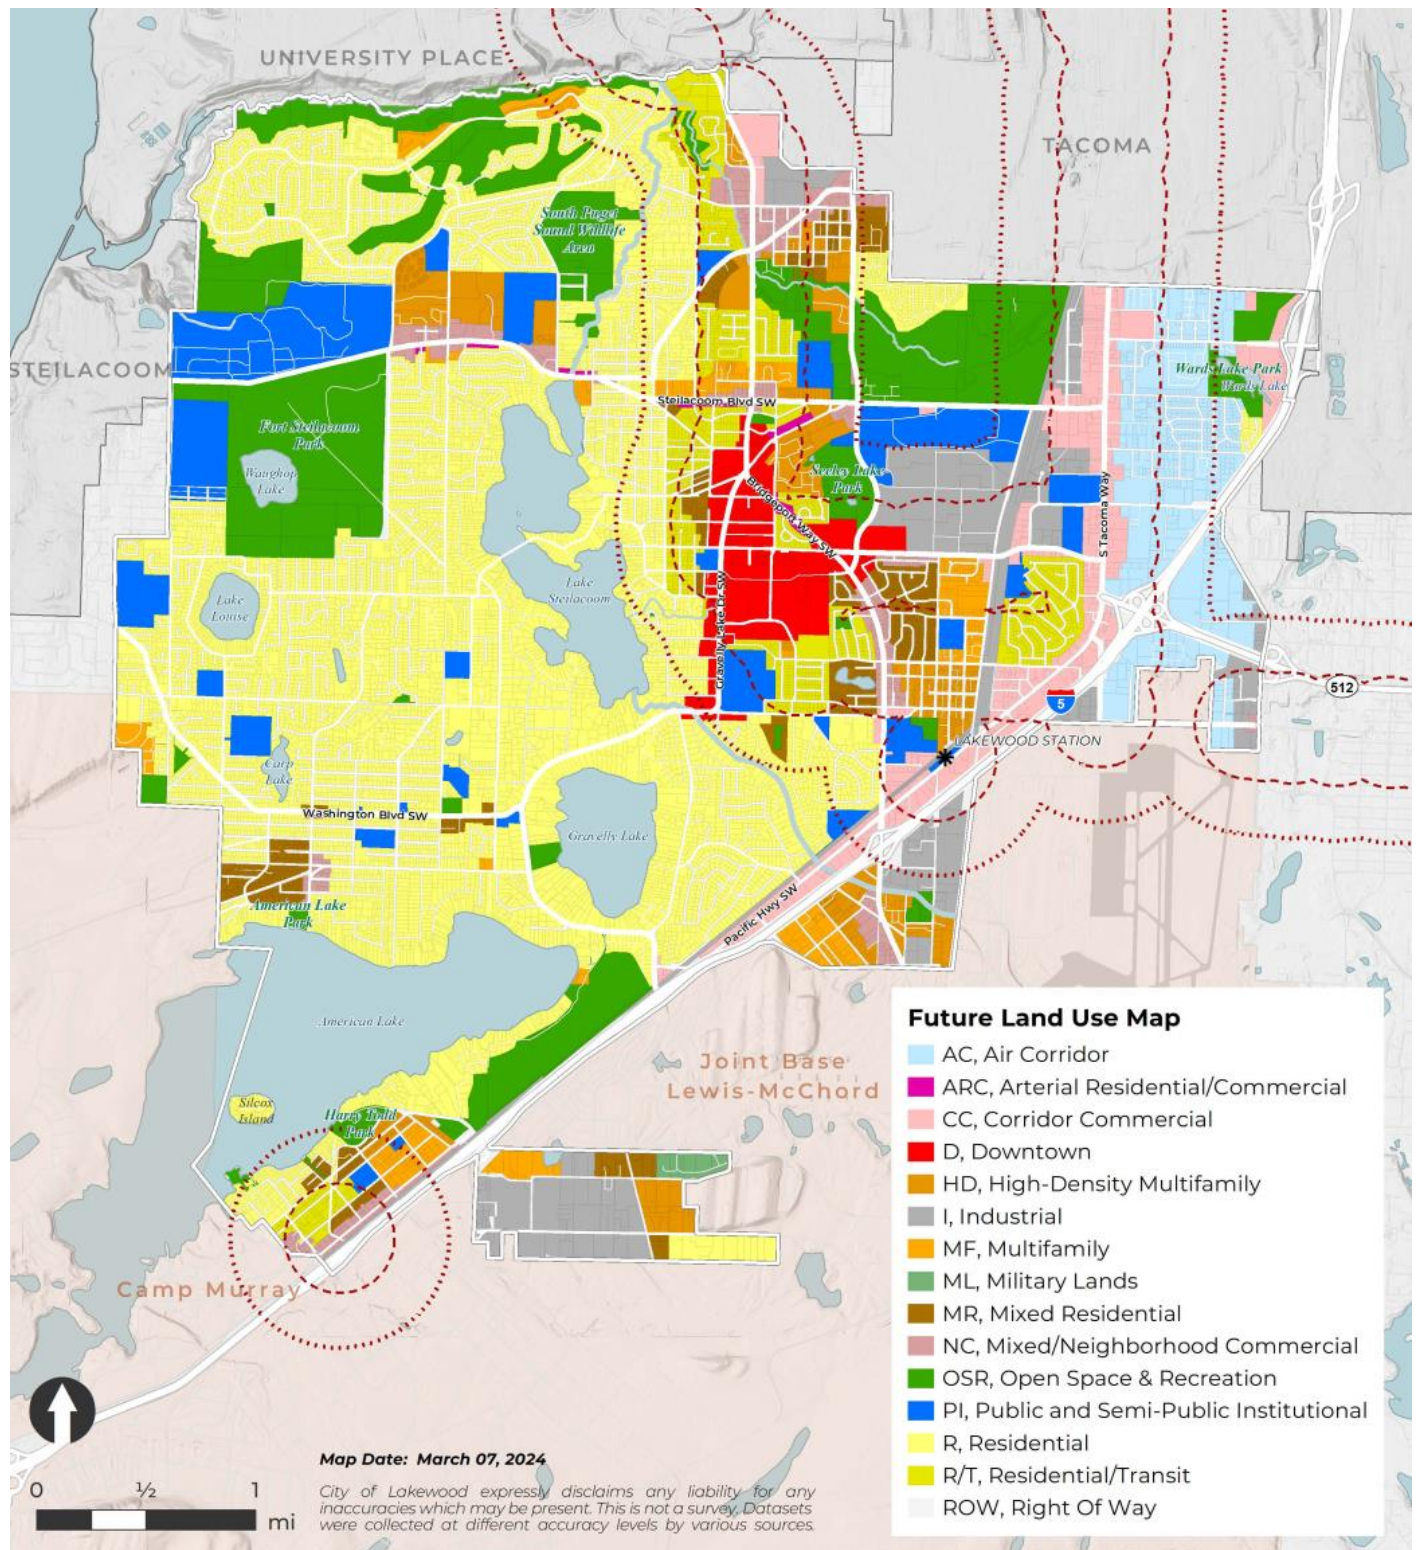 UNIVERSITY PLACE
TACOMA
South Puget
Sound Wildlife
Area
STEILACOOM
Wards Lake Park
Wards Lake
Steilacoom Blvd SW
Fort Steilacoom
Park
Waughop
Lake
Seeley Lake
Park
Bridgeport Way SW
S Tacoma Way
Lake
Steilacoom
Lake
Louise
Gravelly Lake Dr SW
512
5
LAKEWOOD STATION
Carp
Lake
Washington Blvd SW
Gravelly Lake
American Lake
Park
Pacific Hwy SW
American Lake
Joint Base
Lewis-McChord
Silcox
Island
Harry Todd
Park
Camp Murray
Future Land Use Map
AC, Air Corridor
ARC, Arterial Residential/Commercial
CC, Corridor Commercial
D, Downtown
HD, High-Density Multifamily
I, Industrial
MF, Multifamily
ML, Military Lands
MR, Mixed Residential
NC, Mixed/Neighborhood Commercial
OSR, Open Space & Recreation
PI, Public and Semi-Public Institutional
R, Residential
R/T, Residential/Transit
ROW, Right Of Way
Map Date: March 07, 2024
City of Lakewood expressly disclaims any liability for any
inaccuracies which may be present. This is not a survey. Datasets
were collected at different accuracy levels by various sources.
0 ½ 1
mi